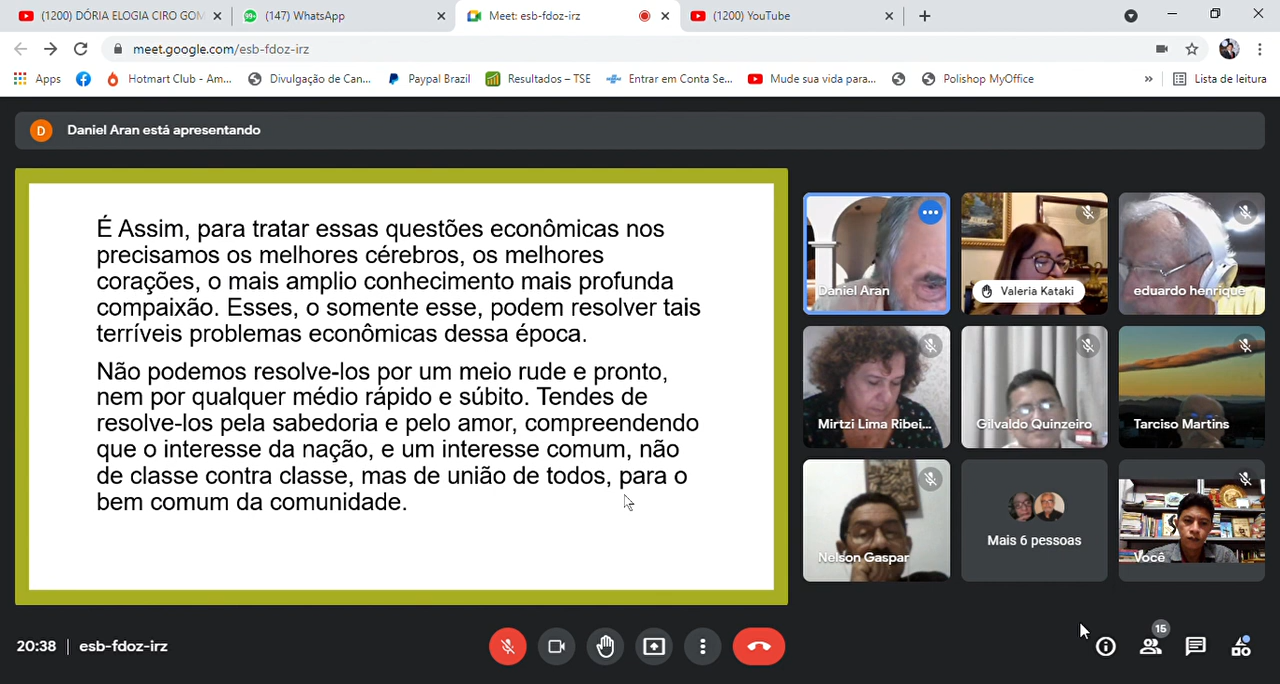 (1200) DÓRIA ELOGIA CIRO GOM
(147) WhatsApp
Meet: esb-fdoz-irz
(1200) YouTube
meet.google.com/esb-fdoz-irz
Apps
Hotmart Club - Am...
Divulgação de Can...
Paypal Brazil
Resultados – TSE
Entrar em Conta Se...
Mude sua vida para...
Polishop MyOffice
»
Lista de leitura
D
Daniel Aran está apresentando
É Assim, para tratar essas questões econômicas nos
precisamos os melhores cérebros, os melhores
corações, o mais amplio conhecimento mais profunda
compaixão. Esses, o somente esse, podem resolver tais
terríveis problemas econômicas dessa época.
Não podemos resolve-los por um meio rude e pronto,
nem por qualquer médio rápido e súbito. Tendes de
resolve-los pela sabedoria e pelo amor, compreendendo
que o interesse da nação, e um interesse comum, não
de classe contra classe, mas de união de todos, para o
bem comum da comunidade.
Daniel Aran
Valeria Kataki
eduardo henrique
Mirtzi Lima Ribei...
Gilvaldo Quinzeiro
Tarciso Martins
Nelson Gaspar
Mais 6 pessoas
Você
20:38 | esb-fdoz-irz
15